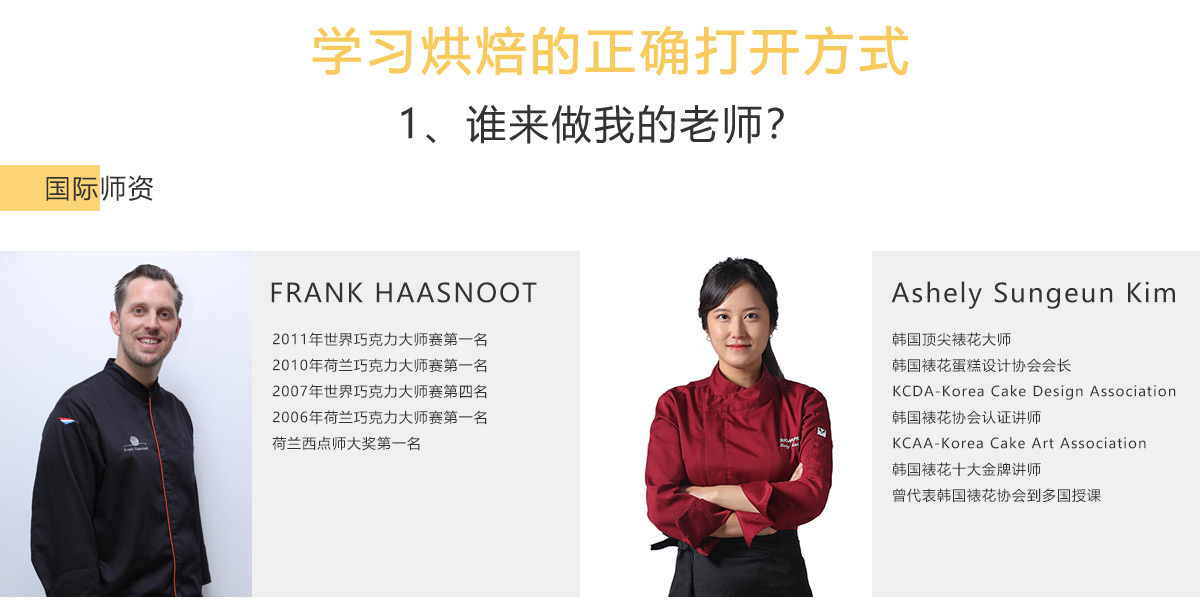 学习烘焙的正确打开方式
1、谁来做我的老师?
国际师资
FRANK HAASNOOT
2011年世界巧克力大师赛第一名
2010年荷兰巧克力大师赛第一名
2007年世界巧克力大师赛第四名
2006年荷兰巧克力大师赛第一名
荷兰西点师大奖第一名
Ashely Sungeun Kim
韩国顶尖裱花大师
韩国裱花蛋糕设计协会会长
KCDA-Korea Cake Design Association
韩国裱花协会认证讲师
KCAA-Korea Cake Art Association
韩国裱花十大金牌讲师
曾代表韩国裱花协会到多国授课